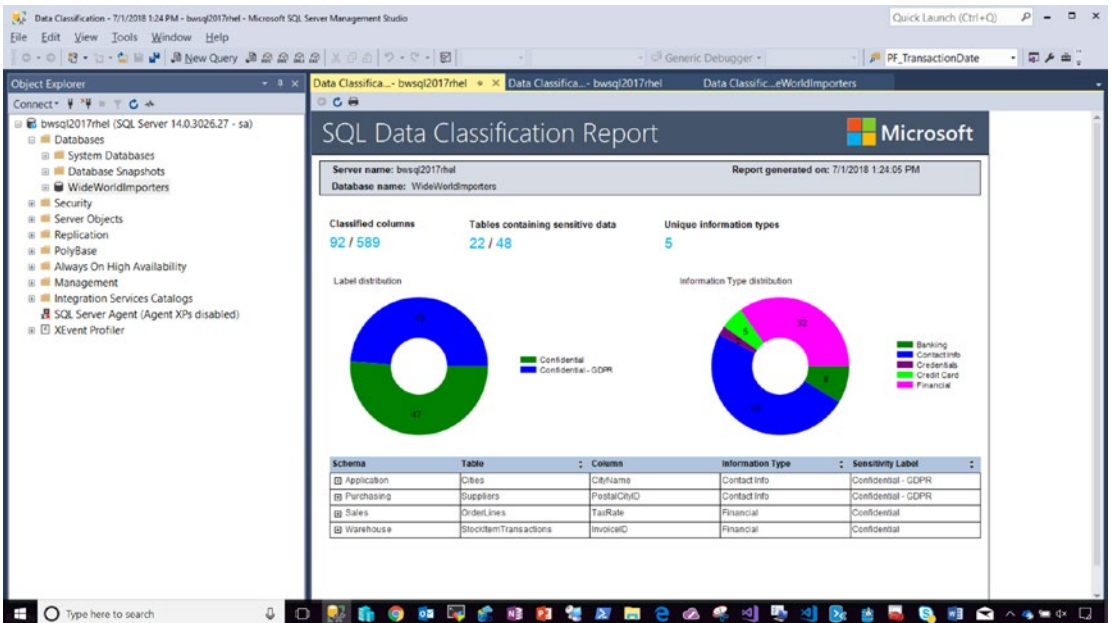 Data Classification - 7/1/2018 1:24 PM - bwsql2017rhel - Microsoft SQL Server Management Studio
Quick Launch (Ctrl+Q)
File Edit View Tools Window Help
New Query
Generic Debugger
PF_TransactionDate
Object Explorer
Data Classifica...- bwsql2017rhel
Data Classifica...- bwsql2017rhel
Data Classific...eWorldImporters
Connect
bwsql2017rhel (SQL Server 14.0.3026.27 - sa)
Databases
System Databases
Database Snapshots
WideWorldImporters
Security
Server Objects
Replication
PolyBase
Always On High Availability
Management
Integration Services Catalogs
SQL Server Agent (Agent XPs disabled)
XEvent Profiler
SQL Data Classification Report
Microsoft
Server name: bwsql2017rhel
Report generated on: 7/1/2018 1:24:05 PM
Database name: WideWorldImporters
Classified columns
Tables containing sensitive data
Unique information types
92 / 589
22 / 48
5
Label distribution
Information Type distribution
47
Confidential
Confidential - GDPR
32
5
Banking
Contact Info
Credentials
Credit Card
Financial
Schema Table Column Information Type Sensitivity Label
Application Cities CityName Contact Info Confidential - GDPR
Purchasing Suppliers PostalCityID Contact Info Confidential - GDPR
Sales OrderLines TaxRate Financial Confidential
Warehouse StockItemTransactions InvoiceID Financial Confidential
Type here to search